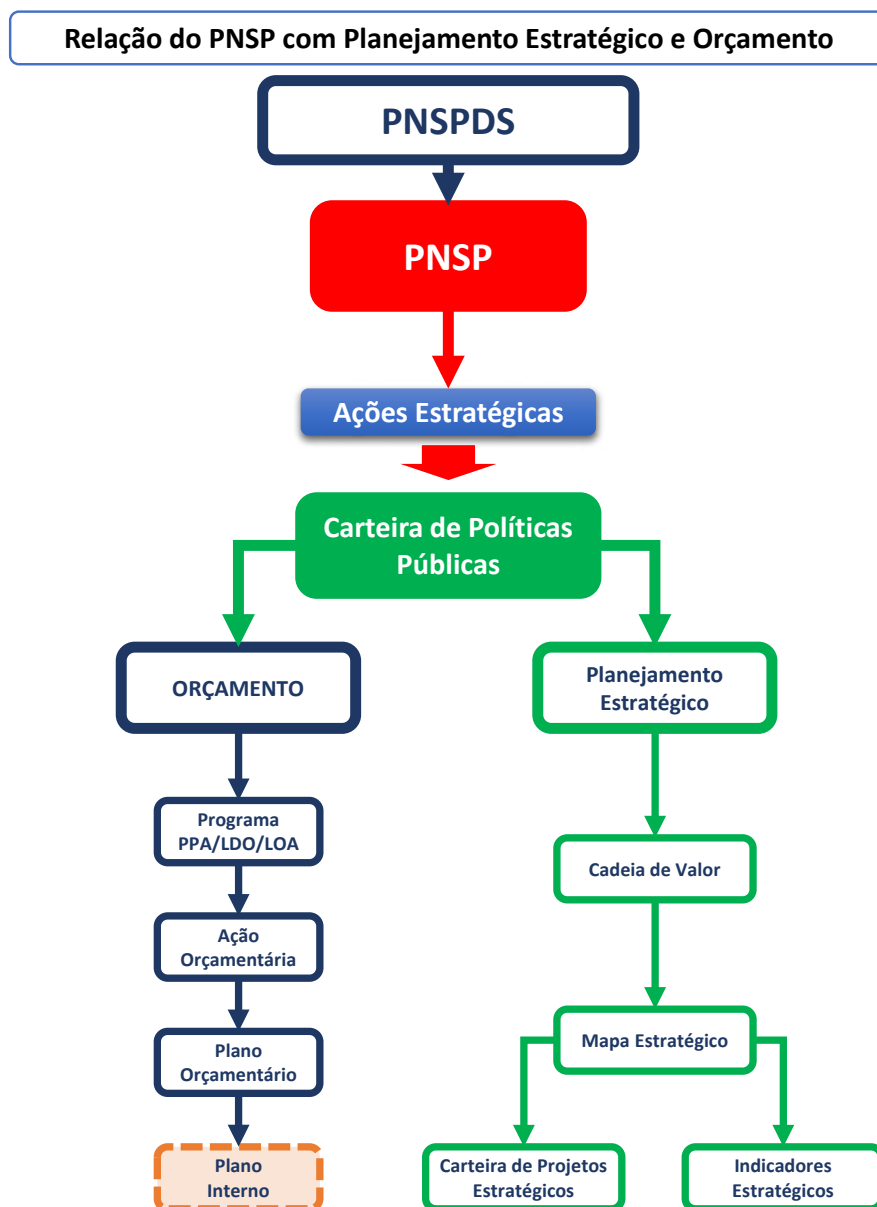 Relação do PNSP com Planejamento Estratégico e Orçamento
PNSPDS
PNSP
Ações Estratégicas
Carteira de Políticas
Públicas
ORÇAMENTO
Planejamento
Estratégico
Programa
PPA/LDO/LOA
Cadeia de Valor
Ação
Orçamentária
Mapa Estratégico
Plano
Orçamentário
Plano
Interno
Carteira de Projetos
Estratégicos
Indicadores
Estratégicos